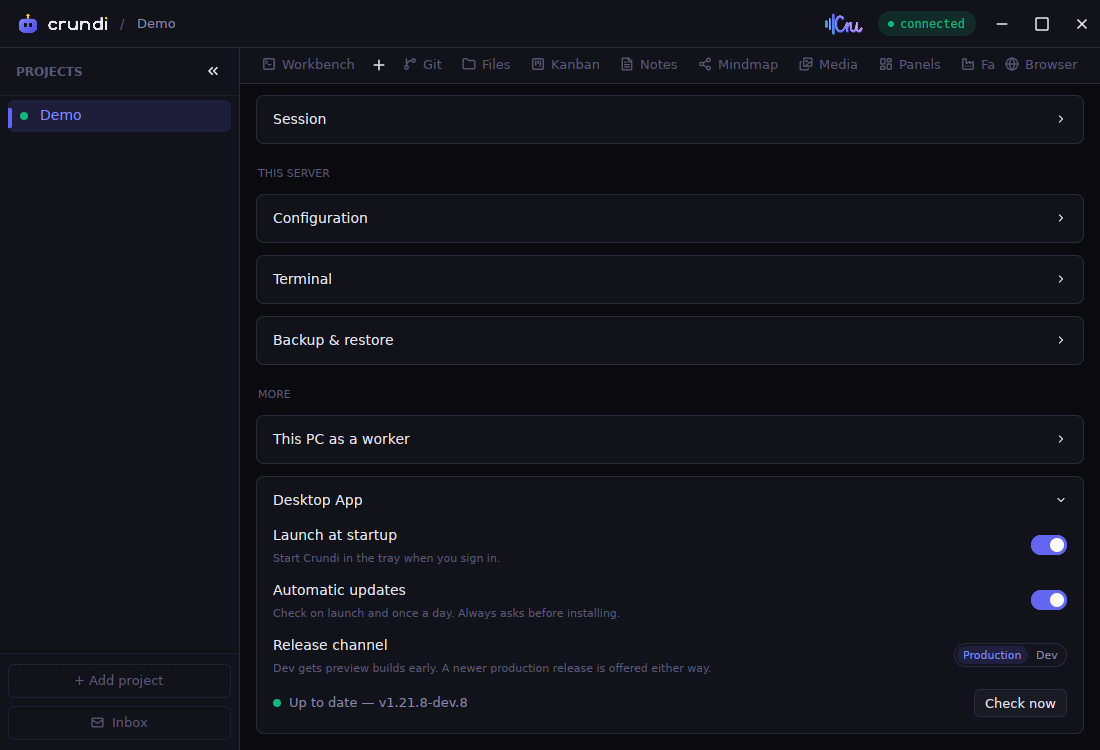 crundi / Demo
Cru
connected
PROJECTS
Workbench + Git Files Kanban Notes Mindmap Media Panels Fa Browser
Demo
Session
THIS SERVER
Configuration
Terminal
Backup & restore
MORE
This PC as a worker
Desktop App
Launch at startup
Start Crundi in the tray when you sign in.
Automatic updates
Check on launch and once a day. Always asks before installing.
Release channel
Dev gets preview builds early. A newer production release is offered either way.
Production Dev
Up to date — v1.21.8-dev.8
Check now
+ Add project
Inbox